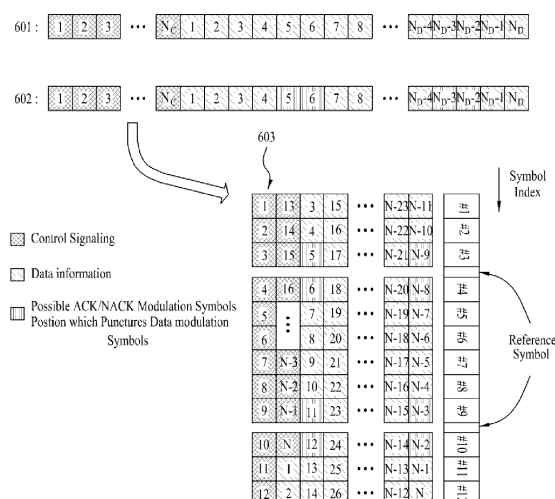 601 : 1 2 3 ••• N_C 1 2 3 4 5 6 7 8 ••• N_D-4 N_D-3 N_D-2 N_D-1 N_D
602 : 1 2 3 ••• N_C 1 2 3 4 5 6 7 8 ••• N_D-4 N_D-3 N_D-2 N_D-1 N_D
603
Symbol
Index
Control Signaling
Data information
Possible ACK/NACK Modulation Symbols
Postion which Punctures Data modulation
Symbols
1 13 3 15 ••• N-23 N-11 #1
2 14 4 16 ••• N-22 N-10 #2
3 15 5 17 ••• N-21 N-9 #3
4 16 6 18 ••• N-20 N-8 #4
5 ⋮ 7 19 ••• N-19 N-7 #5
6 8 20 ••• N-18 N-6 #6
7 N-3 9 21 ••• N-17 N-5 #7
8 N-2 10 22 ••• N-16 N-4 #8
9 N-1 11 23 ••• N-15 N-3 #9
10 N 12 24 ••• N-14 N-2 #10
11 1 13 25 ••• N-13 N-1 #11
12 2 14 26 ••• N-12 N
Reference
Symbol